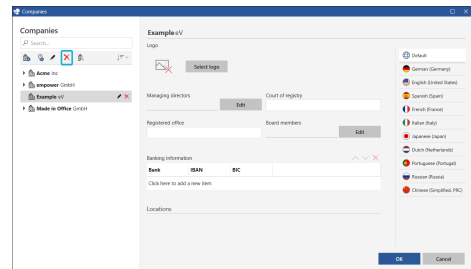 Companies
Companies
Search...
Acme Inc
empower GmbH
Example eV
Made in Office GmbH
Example eV
Logo
Select logo
Managing directors
Edit
Court of registry
Registered office
Board members
Edit
Banking Information
Bank IBAN BIC
Click here to add a new item
Locations
Default
German (Germany)
English (United States)
Spanish (Spain)
French (France)
Italian (Italy)
Japanese (Japan)
Dutch (Netherlands)
Portuguese (Portugal)
Russian (Russia)
Chinese (Simplified, PRC)
OK Cancel